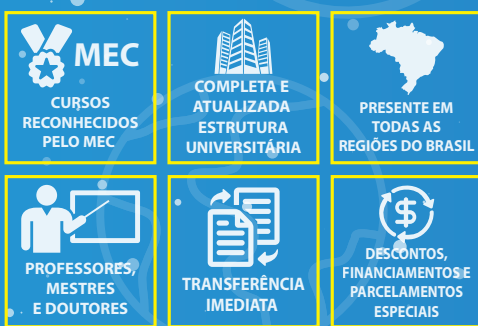 MEC
CURSOS
RECONHECIDOS
PELO MEC
COMPLETA E
ATUALIZADA
ESTRUTURA
UNIVERSITÁRIA
PRESENTE EM
TODAS AS
REGIÕES DO BRASIL
PROFESSORES,
MESTRES
E DOUTORES
TRANSFERÊNCIA
IMEDIATA
$
DESCONTOS,
FINANCIAMENTOS E
PARCELAMENTOS
ESPECIAIS